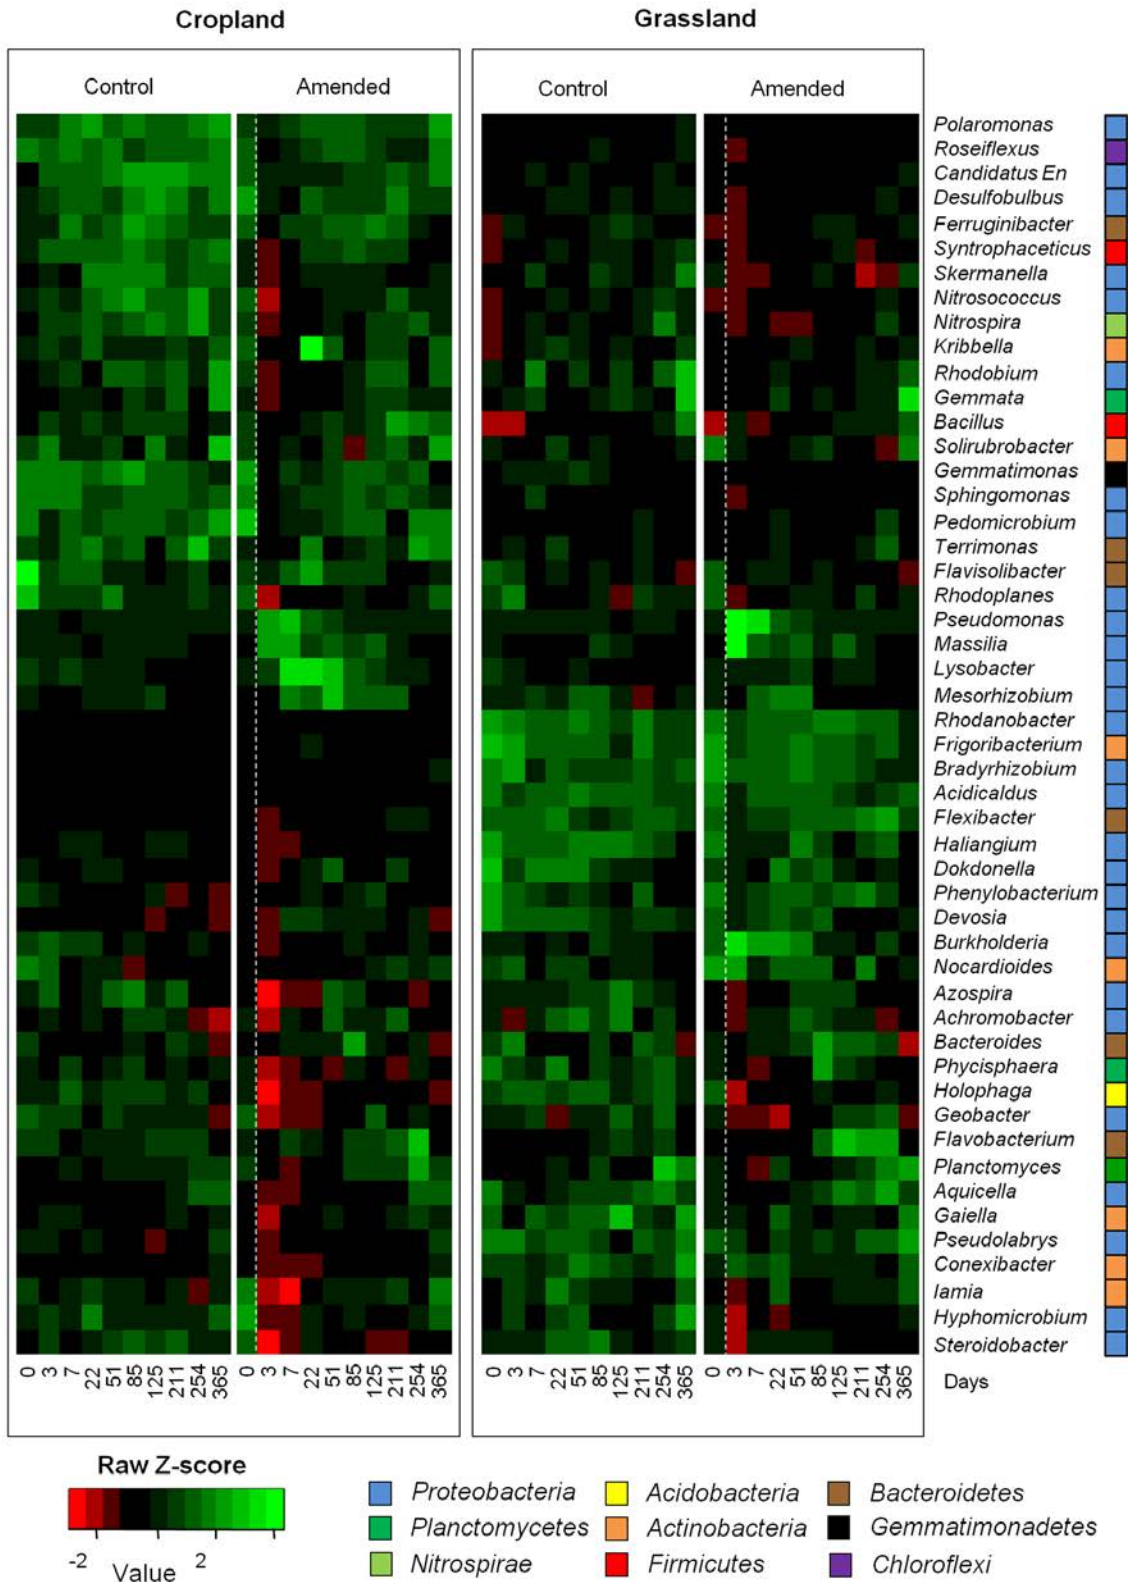 Cropland Grassland
Control Amended Control Amended
Polaromonas
Roseiflexus
Candidatus En
Desulfobulbus
Ferruginibacter
Syntrophaceticus
Skermanella
Nitrosococcus
Nitrospira
Kribbella
Rhodobium
Gemmata
Bacillus
Solirubrobacter
Gemmatimonas
Sphingomonas
Pedomicrobium
Terrimonas
Flavisolibacter
Rhodoplanes
Pseudomonas
Massilia
Lysobacter
Mesorhizobium
Rhodanobacter
Frigoribacterium
Bradyrhizobium
Acidicaldus
Flexibacter
Haliangium
Dokdonella
Phenylobacterium
Devosia
Burkholderia
Nocardioides
Azospira
Achromobacter
Bacteroides
Phycisphaera
Holophaga
Geobacter
Flavobacterium
Planctomyces
Aquicella
Gaiella
Pseudolabrys
Conexibacter
Iamia
Hyphomicrobium
Steroidobacter
0 3 7 22 51 85 125 211 254 365 0 3 7 22 51 85 125 211 254 365 0 3 7 22 51 85 125 211 254 365 0 3 7 22 51 85 125 211 254 365 Days
Raw Z-score
-2 2
Value
Proteobacteria Acidobacteria Bacteroidetes
Planctomycetes Actinobacteria Gemmatimonadetes
Nitrospirae Firmicutes Chloroflexi